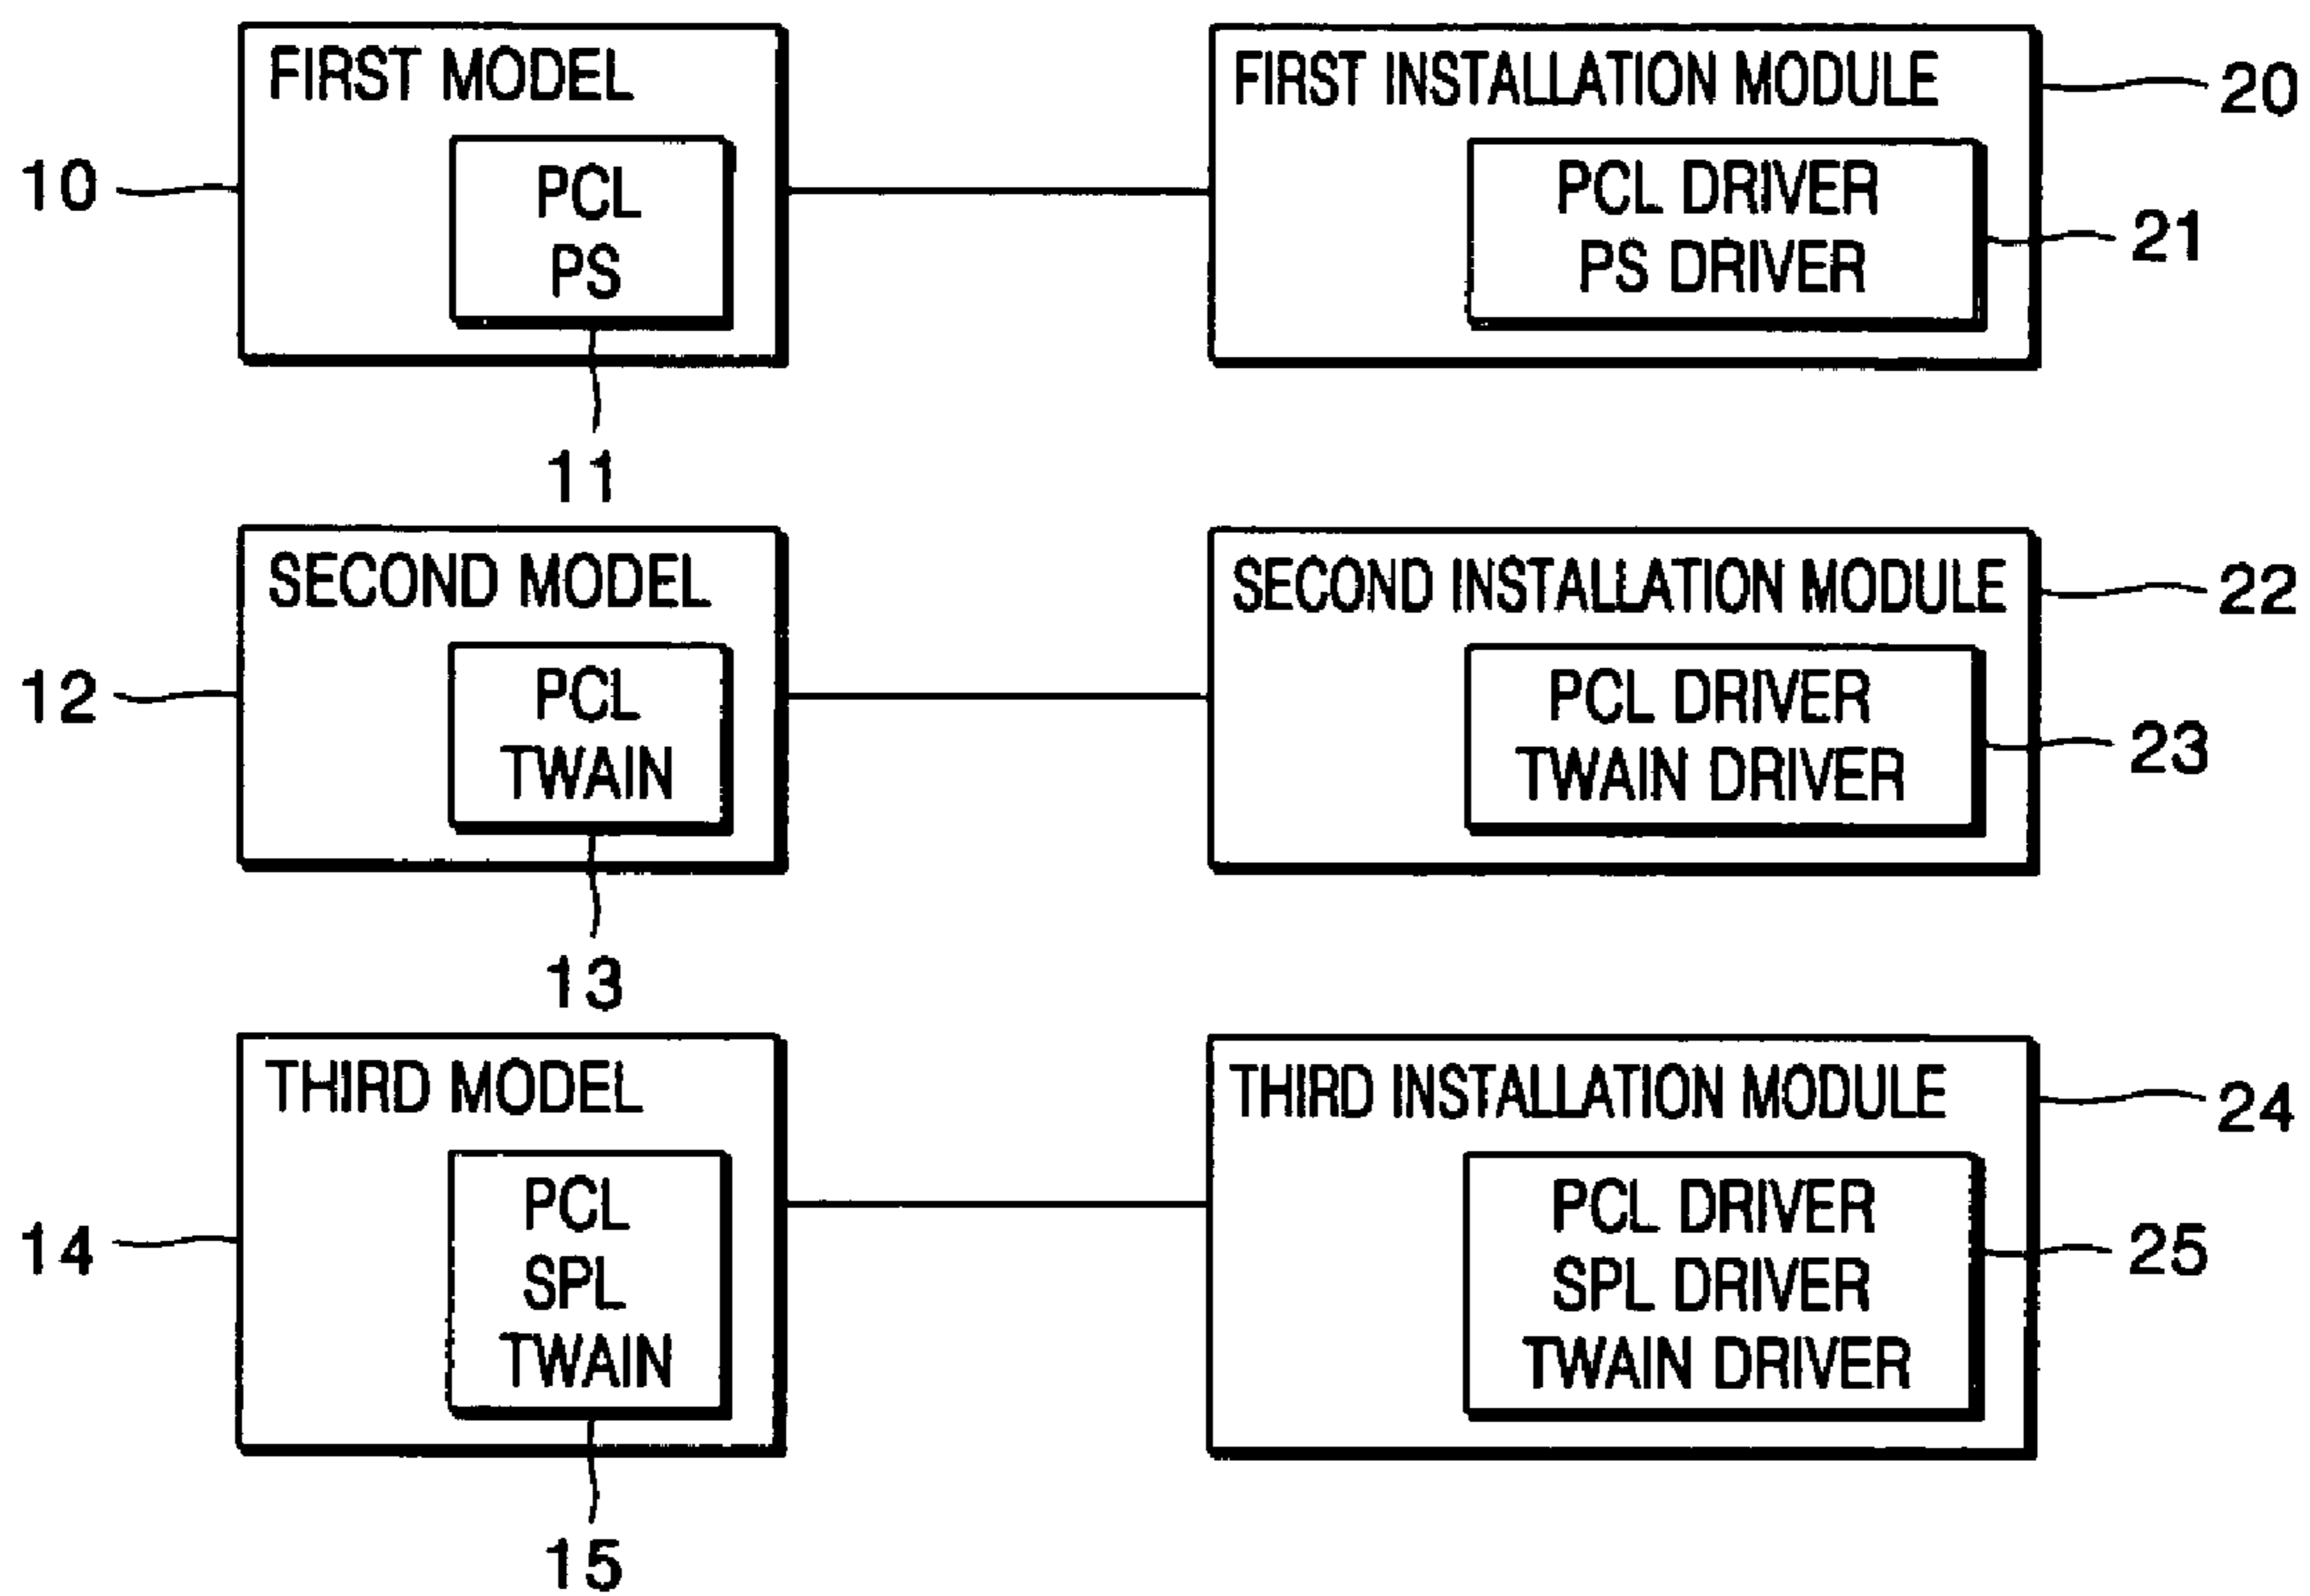 FIRST MODEL
PCL
PS
10
11
FIRST INSTALLATION MODULE
PCL DRIVER
PS DRIVER
20
21
SECOND MODEL
PCL
TWAIN
12
13
SECOND INSTALLATION MODULE
PCL DRIVER
TWAIN DRIVER
22
23
THIRD MODEL
PCL
SPL
TWAIN
14
15
THIRD INSTALLATION MODULE
PCL DRIVER
SPL DRIVER
TWAIN DRIVER
24
25